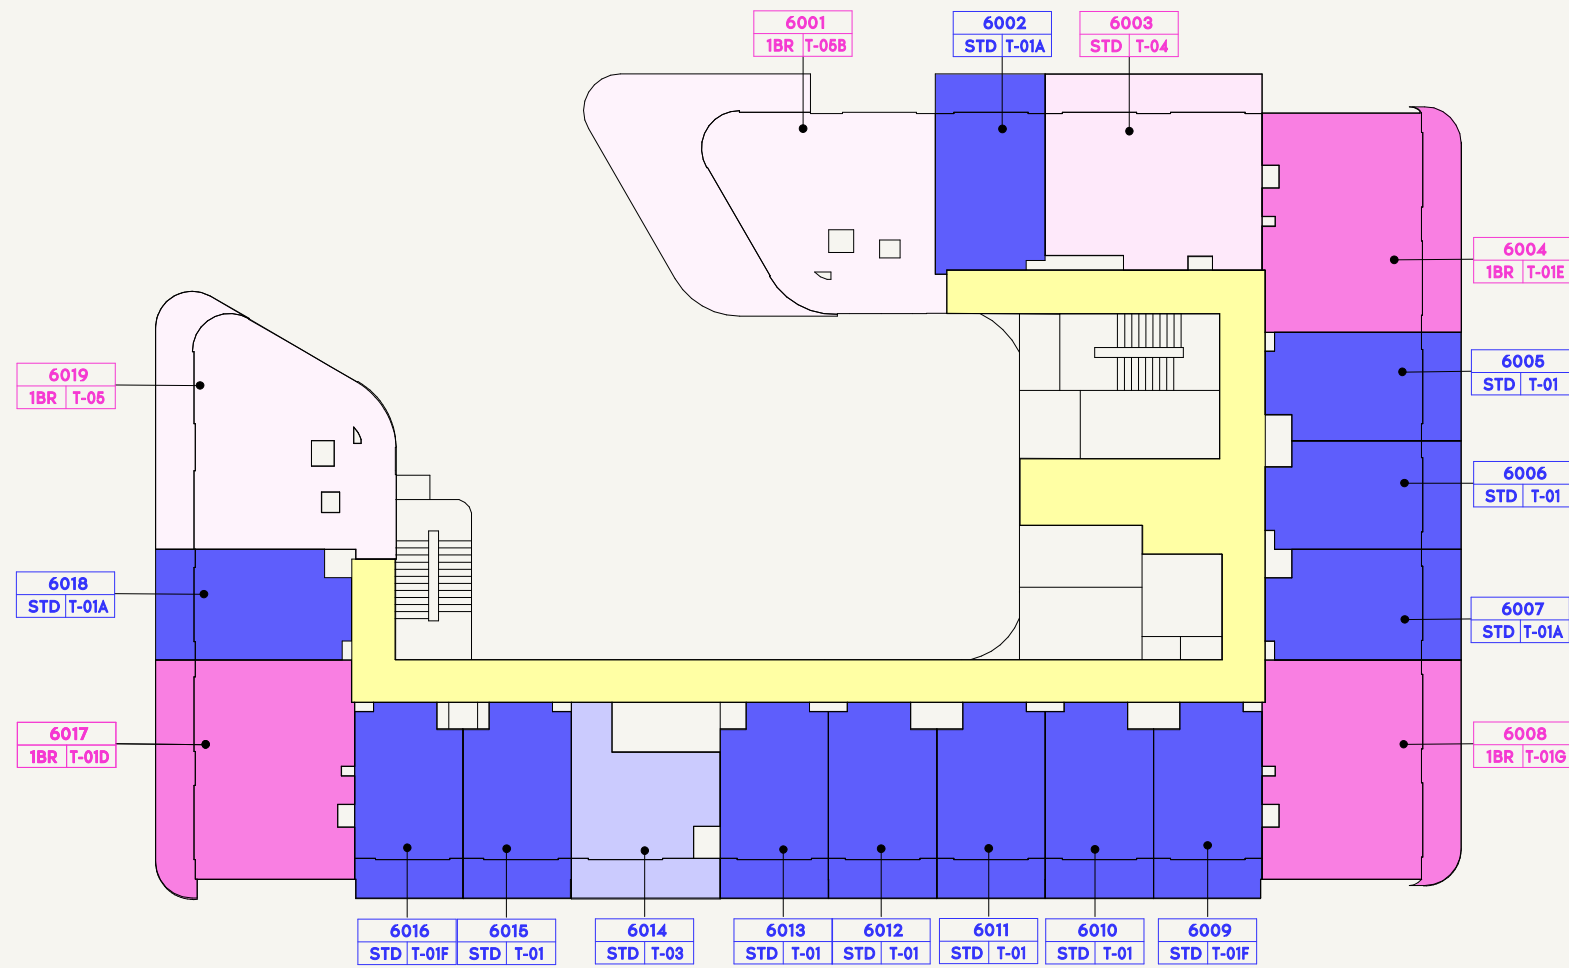 6001
1BR T-05B
6002
STD T-01A
6003
STD T-04
6004
1BR T-01E
6005
STD T-01
6006
STD T-01
6007
STD T-01A
6008
1BR T-01G
6019
1BR T-05
6018
STD T-01A
6017
1BR T-01D
6016
STD T-01F
6015
STD T-01
6014
STD T-03
6013
STD T-01
6012
STD T-01
6011
STD T-01
6010
STD T-01
6009
STD T-01F